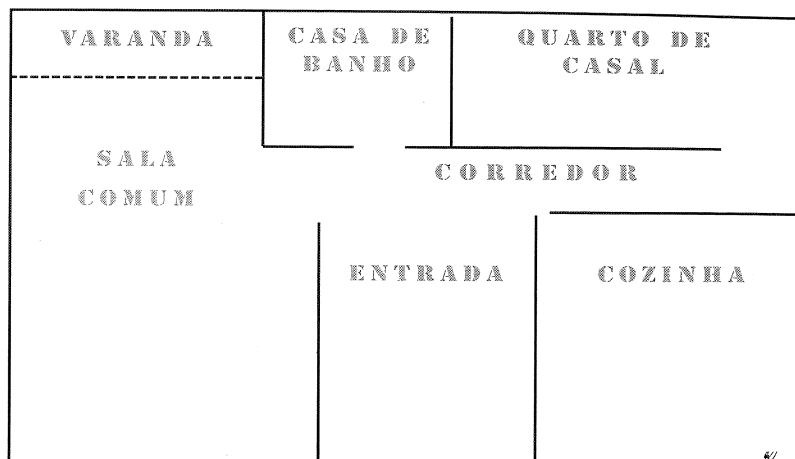 VARANDA
CASA DE
BANHO
QUARTO DE
CASAL
SALA
COMUM
CORREDOR
ENTRADA
COZINHA